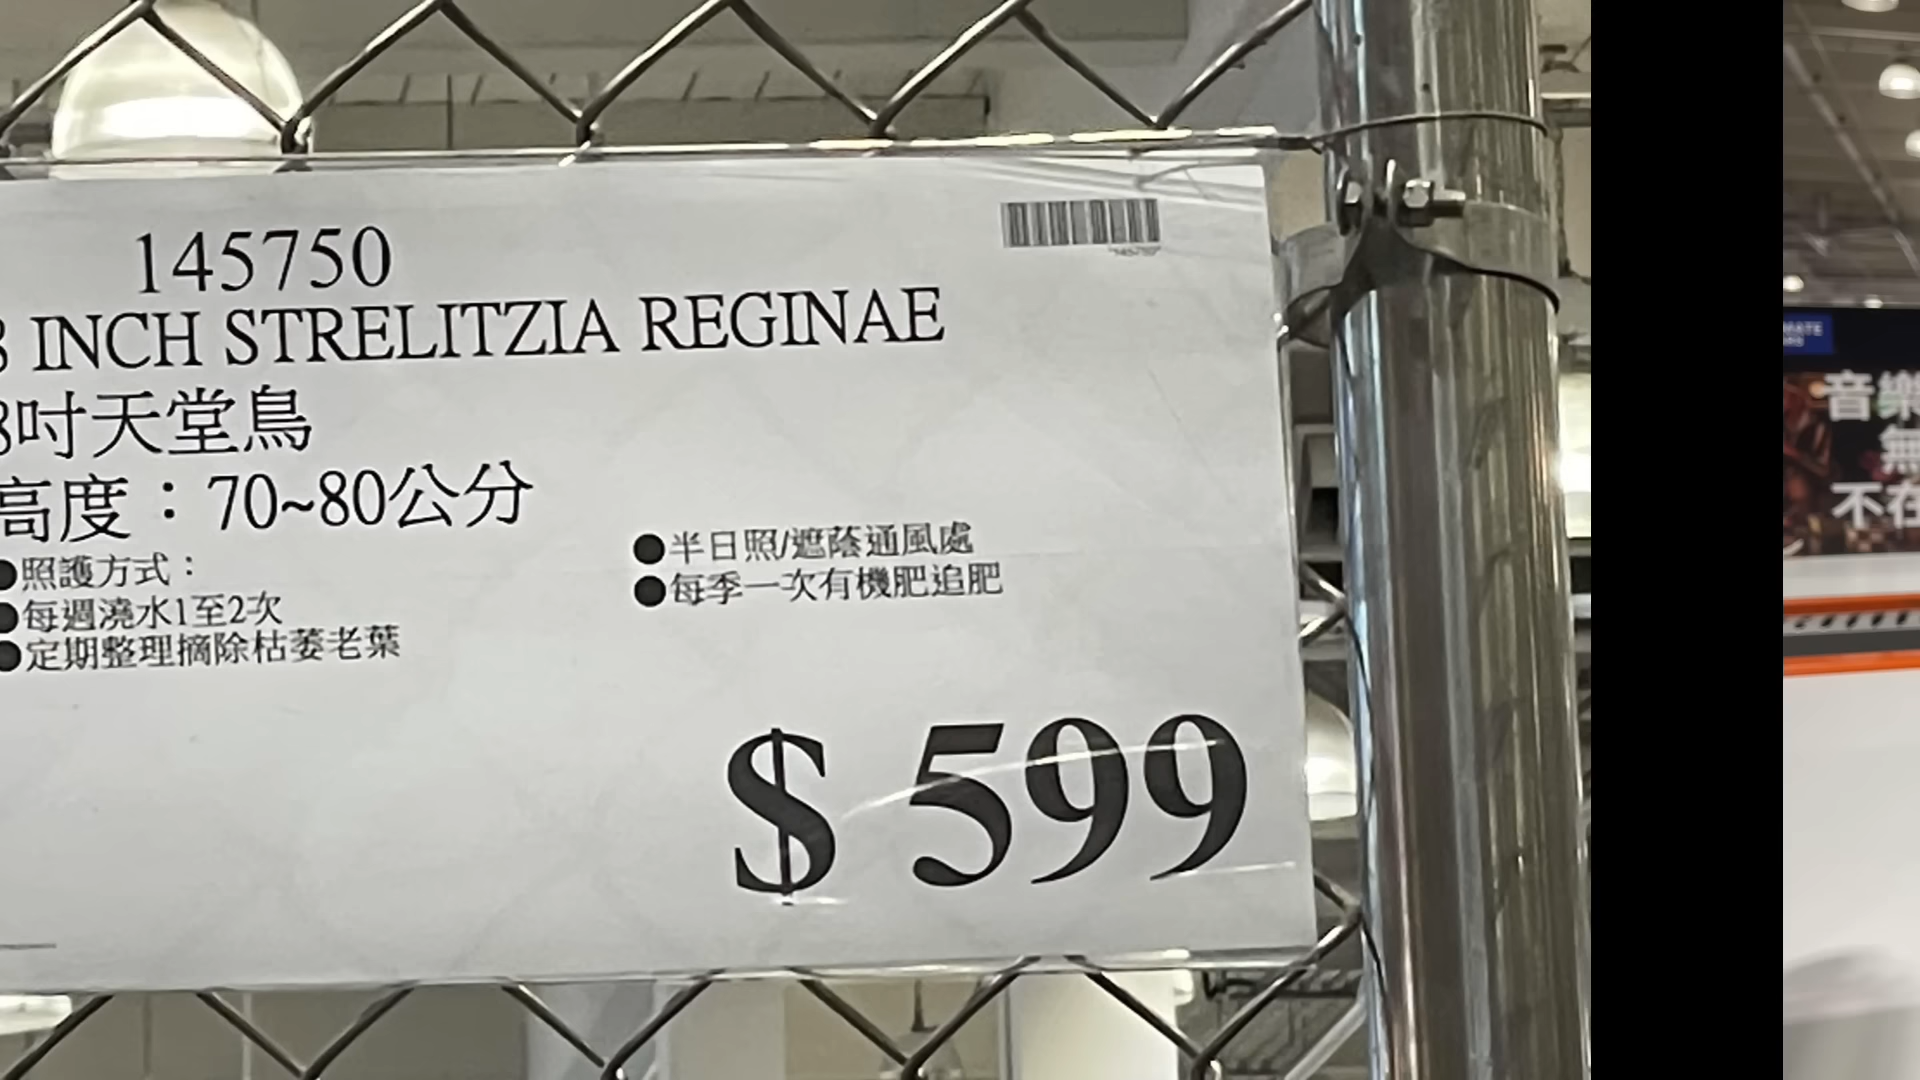 145750
8 INCH STRELITZIA REGINAE
8吋天堂鳥
高度：70~80公分
●照護方式：
●每週澆水1至2次
●定期整理摘除枯萎老葉
●半日照/遮蔭通風處
●每季一次有機肥追肥
$ 599
音樂
無
不在